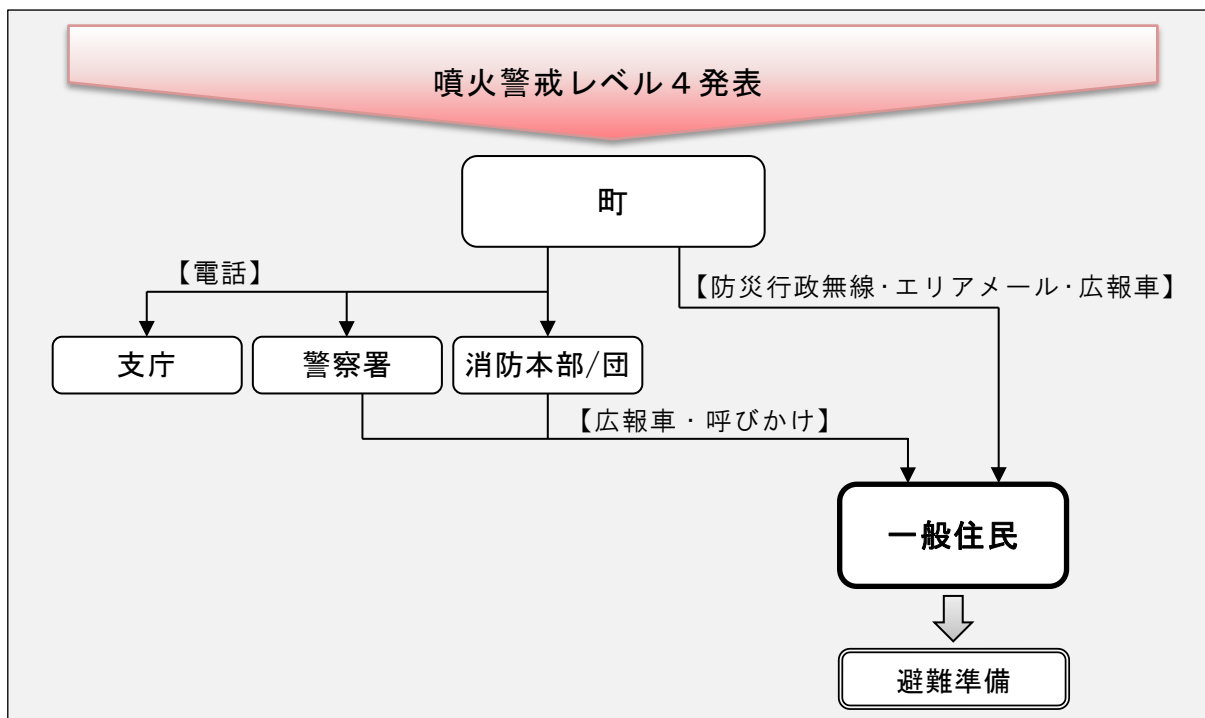 噴火警戒レベル４発表
町
【電話】
【防災行政無線･エリアメール･広報車】
支庁
警察署
消防本部/団
【広報車・呼びかけ】
一般住民
避難準備